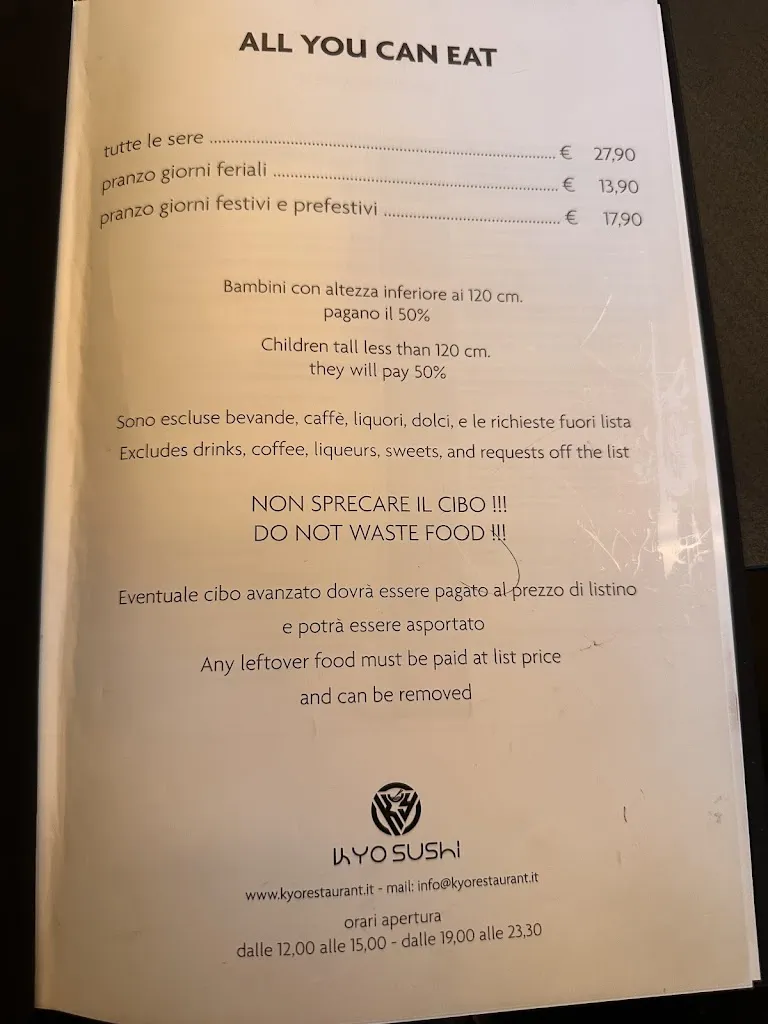 ALL YOU CAN EAT
tutte le sere ........................................................................ € 27,90
pranzo giorni feriali ............................................................ € 13,90
pranzo giorni festivi e prefestivi ..................................... € 17,90
Bambini con altezza inferiore ai 120 cm.
pagano il 50%
Children tall less than 120 cm.
they will pay 50%
Sono escluse bevande, caffè, liquori, dolci, e le richieste fuori lista
Excludes drinks, coffee, liqueurs, sweets, and requests off the list
NON SPRECARE IL CIBO !!!
DO NOT WASTE FOOD !!!
Eventuale cibo avanzato dovrà essere pagato al prezzo di listino
e potrà essere asportato
Any leftover food must be paid at list price
and can be removed
KY
KYO SUSHI
www.kyorestaurant.it - mail: info@kyorestaurant.it
orari apertura
dalle 12,00 alle 15,00 - dalle 19,00 alle 23,30